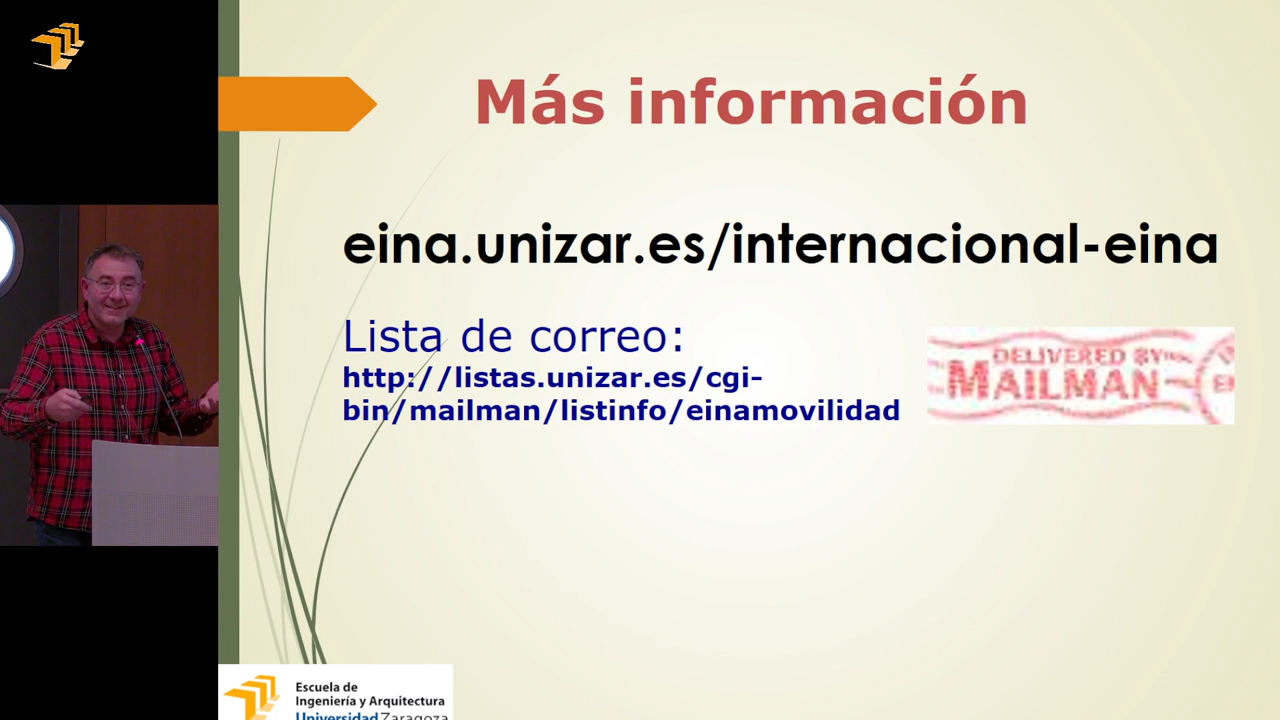 Más información
eina.unizar.es/internacional-eina
Lista de correo:
http://listas.unizar.es/cgi-
bin/mailman/listinfo/einamovilidad
DELIVERED BY
MAILMAN
Escuela de
Ingeniería y Arquitectura
Universidad Zaragoza